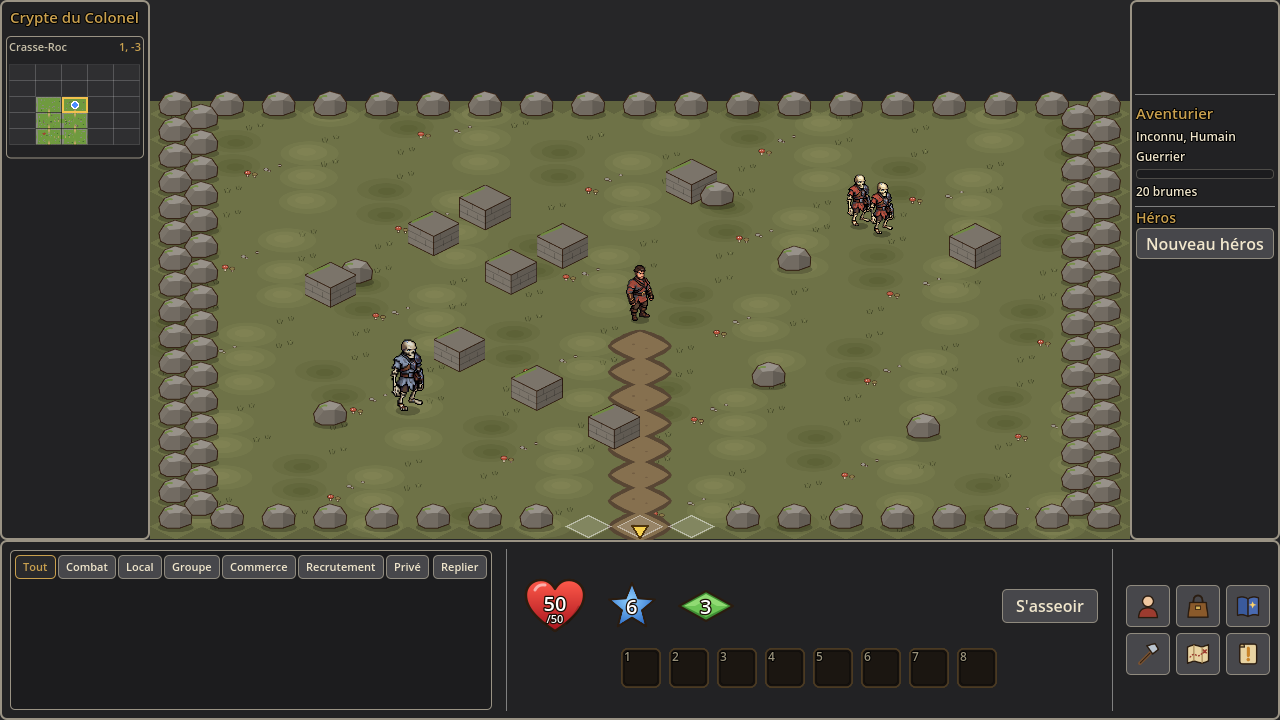 Crypte du Colonel
Crasse-Roc 1, -3
Aventurier
Inconnu, Humain
Guerrier
20 brumes
Héros
Nouveau héros
Tout Combat Local Groupe Commerce Recrutement Privé Replier
50
/50
6
3
S'asseoir
1 2 3 4 5 6 7 8